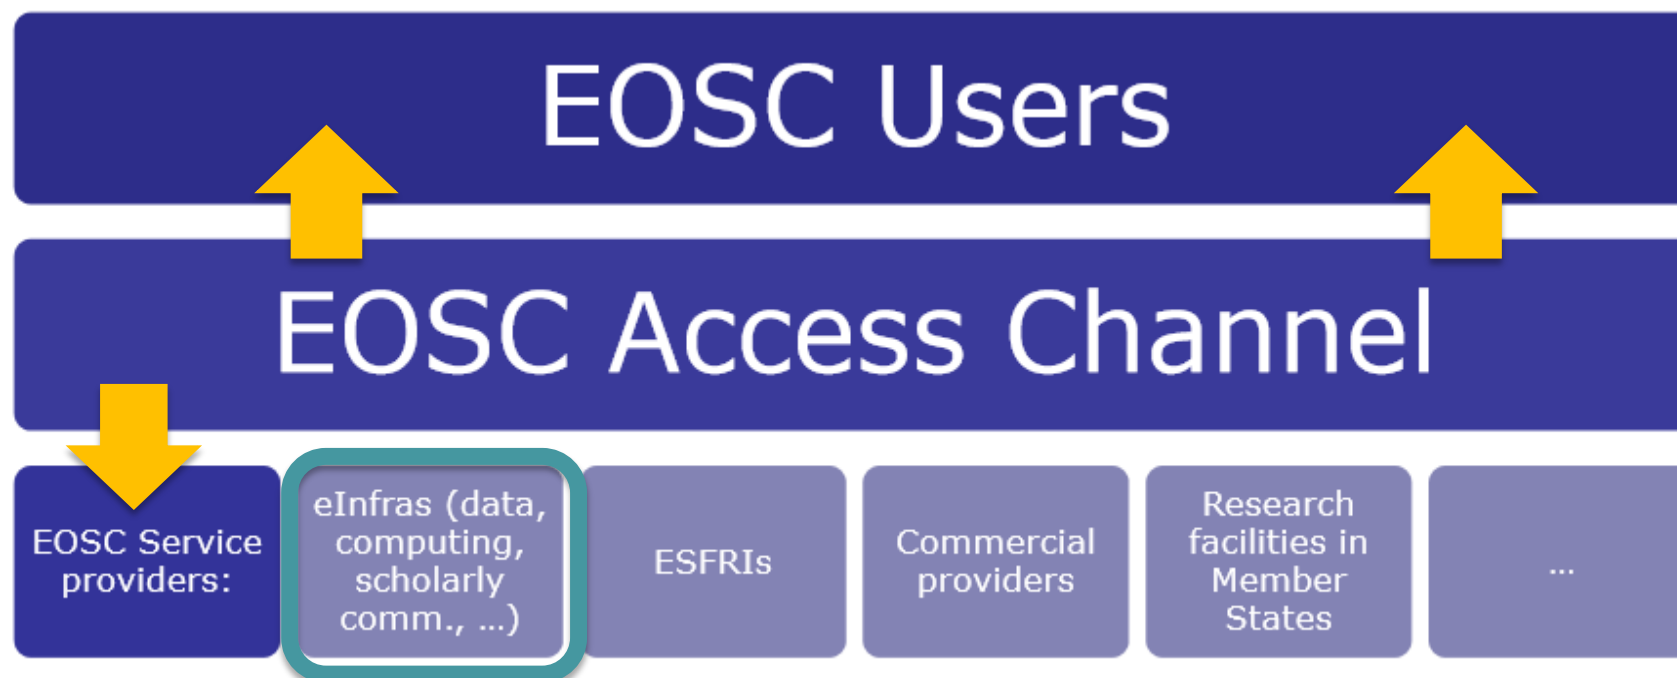 EOSC Users
EOSC Access Channel
EOSC Service
providers:
eInfras (data,
computing,
scholarly
comm., ...)
ESFRIs
Commercial
providers
Research
facilities in
Member
States
...